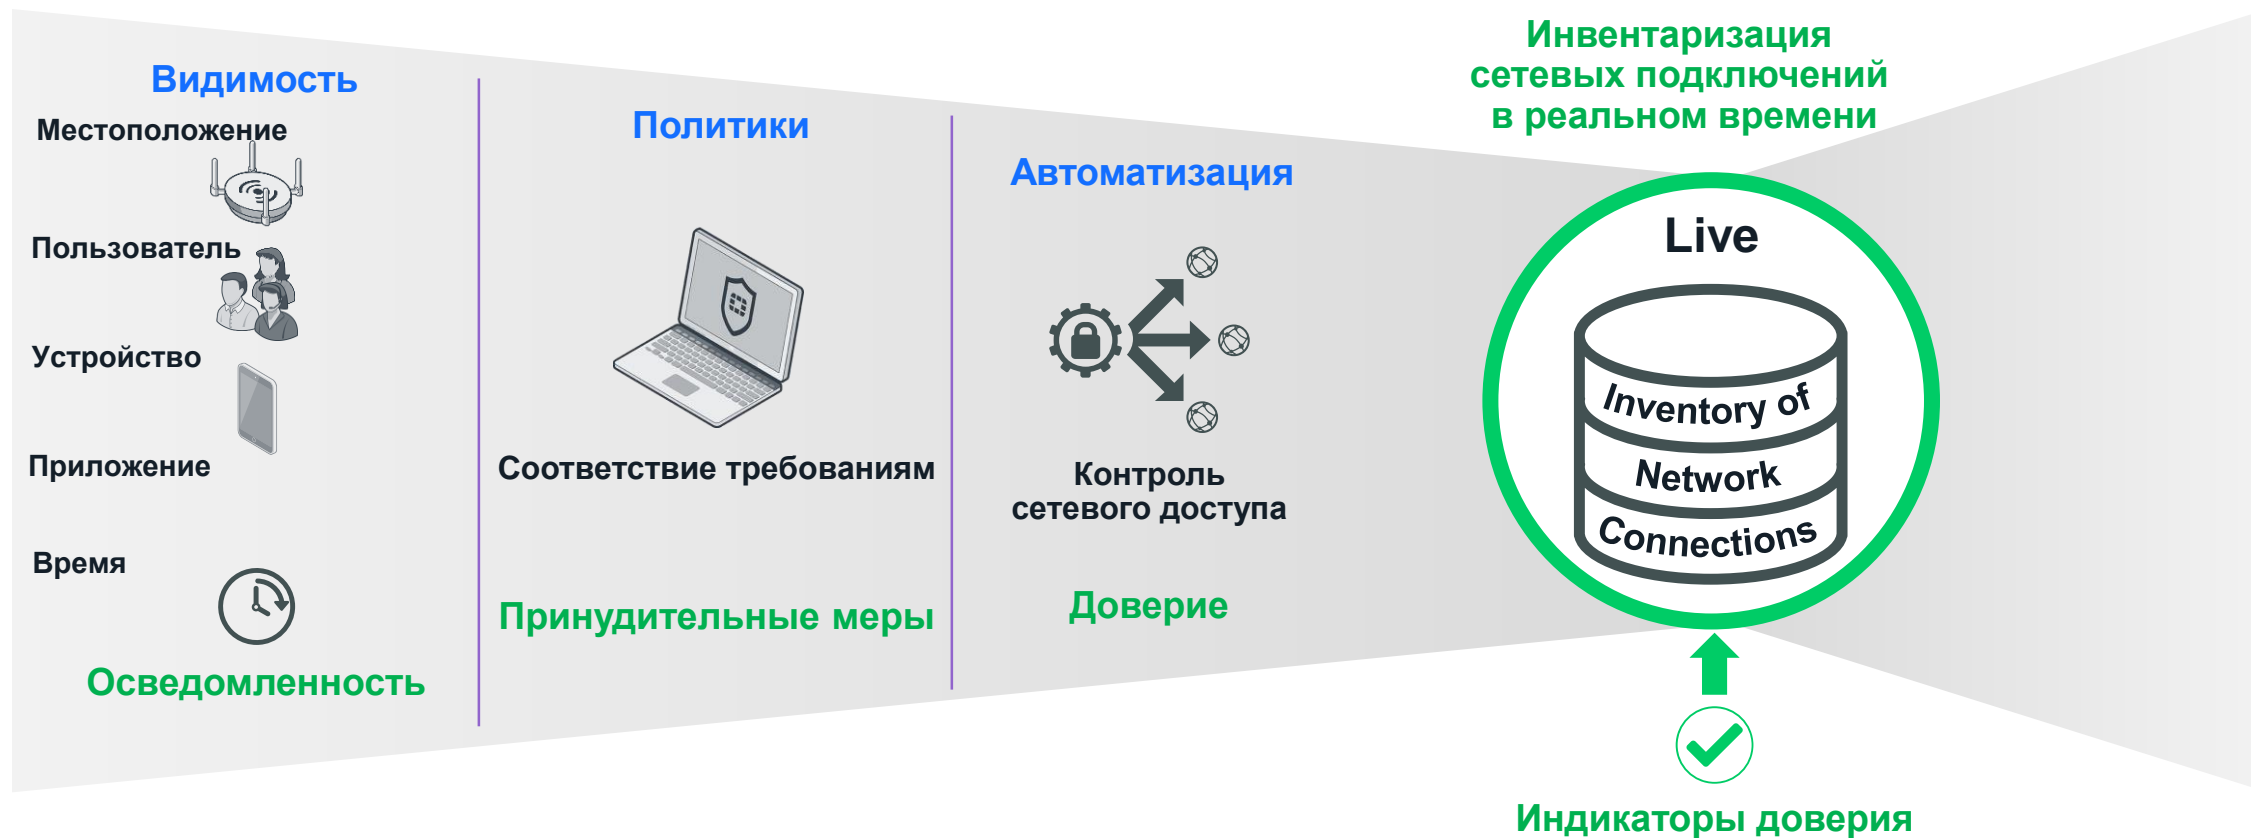 Видимость
Местоположение
Пользователь
Устройство
Приложение
Время
Осведомленность
Политики
Соответствие требованиям
Принудительные меры
Автоматизация
Контроль
сетевого доступа
Доверие
Инвентаризация
сетевых подключений
в реальном времени
Live
Inventory of
Network
Connections
Индикаторы доверия